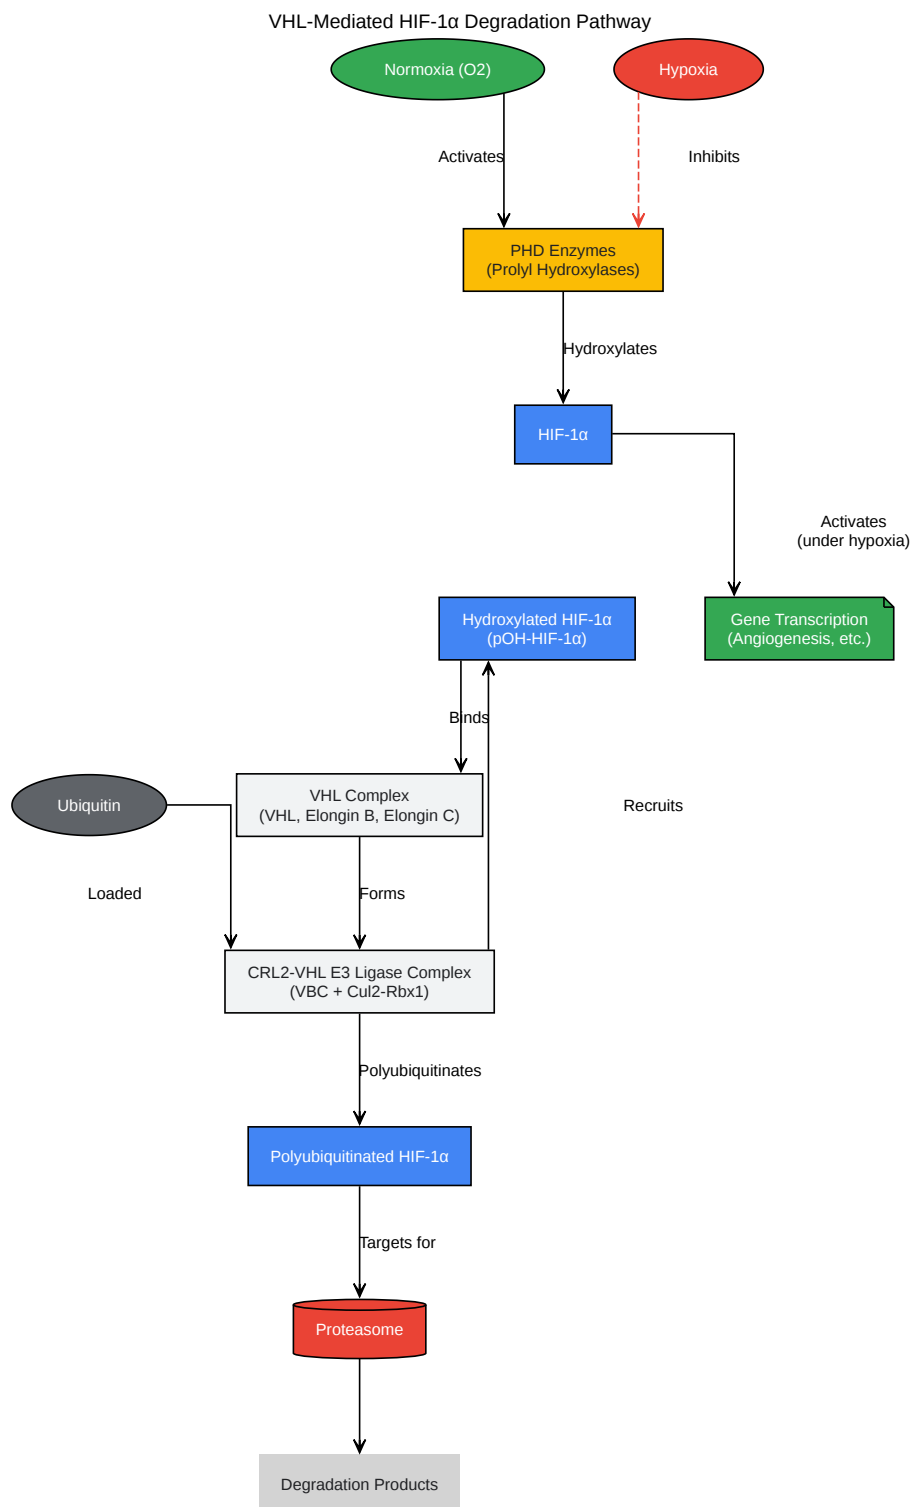 VHL-Mediated HIF-1α Degradation Pathway
Normoxia (O2)
Hypoxia
Activates
Inhibits
PHD Enzymes
(Prolyl Hydroxylases)
Hydroxylates
HIF-1α
Activates
(under hypoxia)
Hydroxylated HIF-1α
(pOH-HIF-1α)
Gene Transcription
(Angiogenesis, etc.)
Binds
Ubiquitin
VHL Complex
(VHL, Elongin B, Elongin C)
Recruits
Loaded
Forms
CRL2-VHL E3 Ligase Complex
(VBC + Cul2-Rbx1)
Polyubiquitinates
Polyubiquitinated HIF-1α
Targets for
Proteasome
Degradation Products